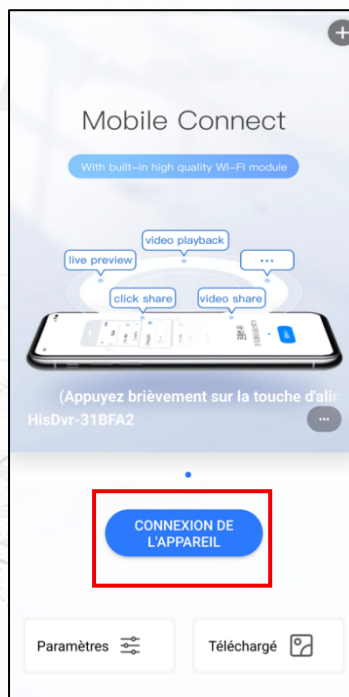 Mobile Connect
With built-in high quality WI-FI module
video playback
live preview
...
click share
video share
(Appuyez brièvement sur la touche d'alin
HisDvr-31BFA2
...
CONNEXION DE
L'APPAREIL
Paramètres
Téléchargé